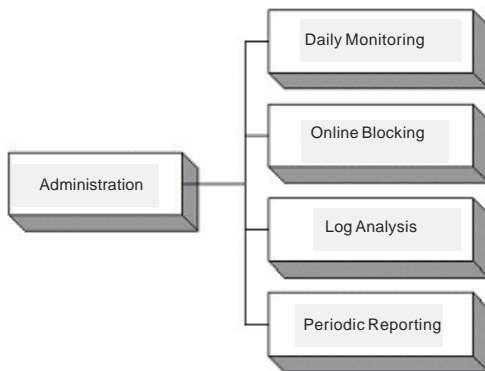 Daily Monitoring
Online Blocking
Administration
Log Analysis
Periodic Reporting